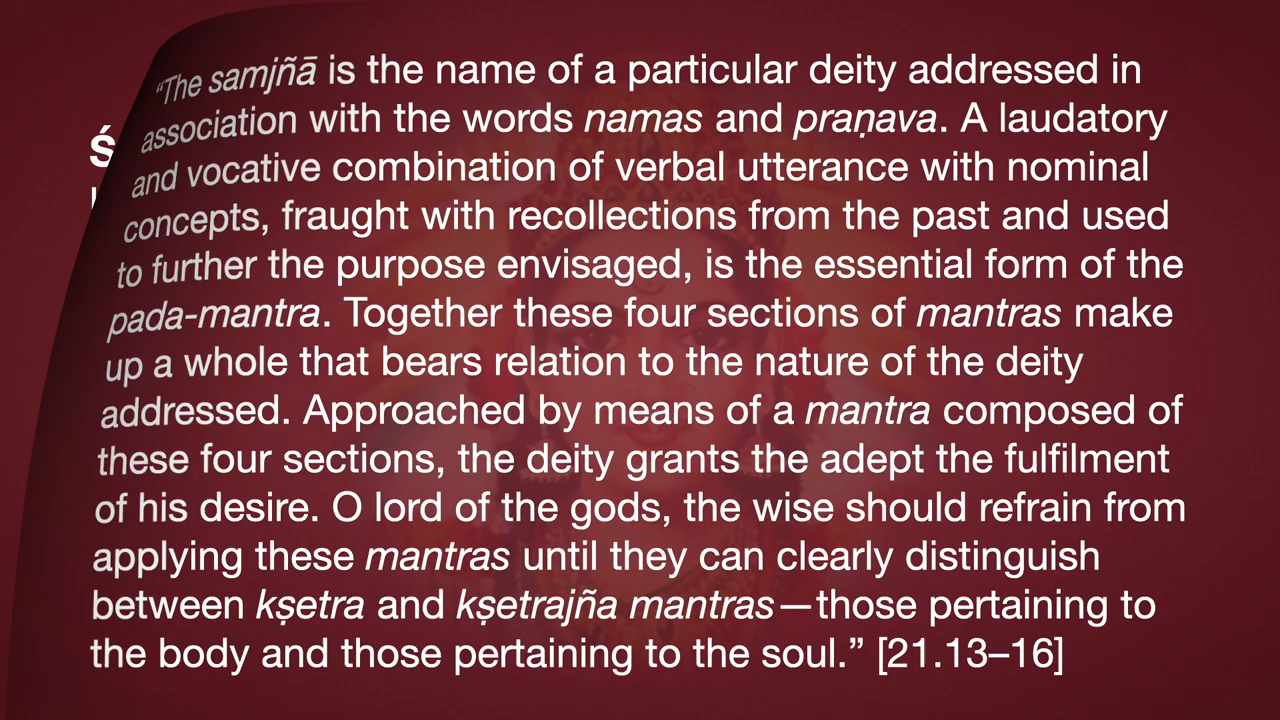 “The samjñā is the name of a particular deity addressed in
association with the words namas and praṇava. A laudatory
and vocative combination of verbal utterance with nominal
concepts, fraught with recollections from the past and used
to further the purpose envisaged, is the essential form of the
pada-mantra. Together these four sections of mantras make
up a whole that bears relation to the nature of the deity
addressed. Approached by means of a mantra composed of
these four sections, the deity grants the adept the fulfilment
of his desire. O lord of the gods, the wise should refrain from
applying these mantras until they can clearly distinguish
between kṣetra and kṣetrajña mantras—those pertaining to
the body and those pertaining to the soul.” [21.13–16]